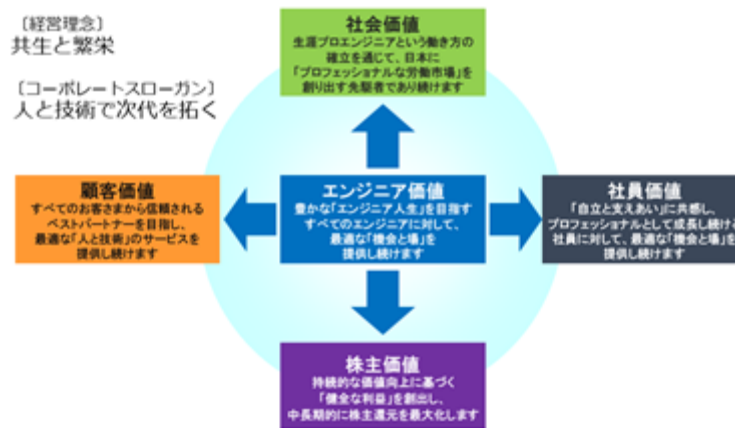 〔経営理念〕
共生と繁栄
〔コーポレートスローガン〕
人と技術で次代を拓く
社会価値
生涯プロエンジニアという働き方の
確立を通じて、日本に
「プロフェッショナルな労働市場」を
創り出す先駆者であり続けます
顧客価値
すべてのお客さまから信頼される
ベストパートナーを目指し、
最適な「人と技術」のサービスを
提供し続けます
エンジニア価値
豊かな「エンジニア人生」を目指す
すべてのエンジニアに対して、
最適な「機会と場」を
提供し続けます
社員価値
「自立と支えあい」に共感し、
プロフェッショナルとして成長し続ける
社員に対して、最適な「機会と場」を
提供し続けます
株主価値
持続的な価値向上に基づく
「健全な利益」を創出し、
中長期的に株主還元を最大化します